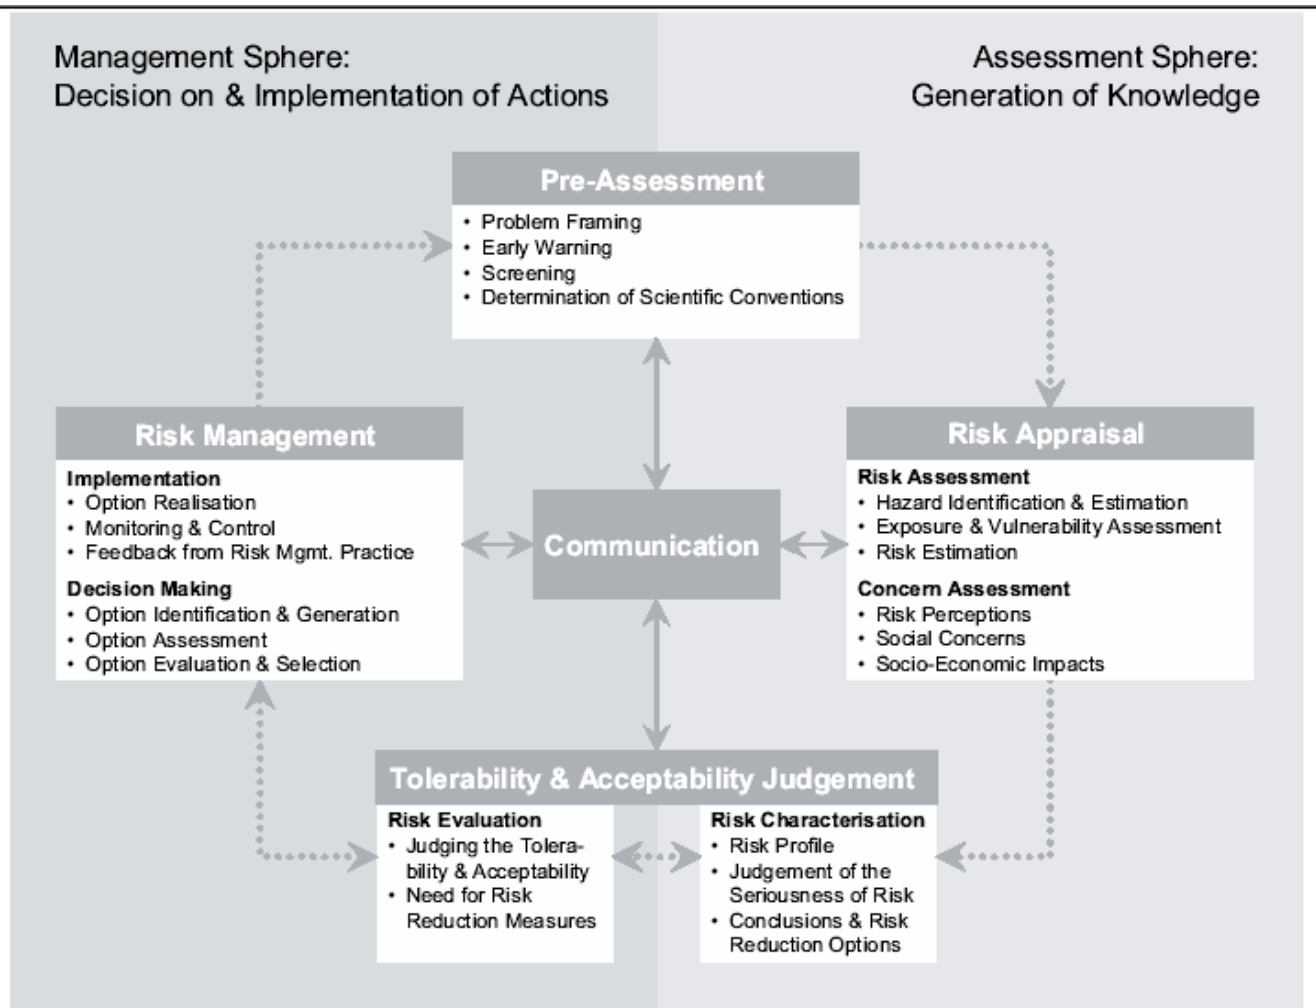 Management Sphere:
Decision on & Implementation of Actions
Assessment Sphere:
Generation of Knowledge
Pre-Assessment
• Problem Framing
• Early Warning
• Screening
• Determination of Scientific Conventions
Risk Management
Implementation
• Option Realisation
• Monitoring & Control
• Feedback from Risk Mgmt. Practice
Decision Making
• Option Identification & Generation
• Option Assessment
• Option Evaluation & Selection
Communication
Risk Appraisal
Risk Assessment
• Hazard Identification & Estimation
• Exposure & Vulnerability Assessment
• Risk Estimation
Concern Assessment
• Risk Perceptions
• Social Concerns
• Socio-Economic Impacts
Tolerability & Acceptability Judgement
Risk Evaluation
• Judging the Tolera-
bility & Acceptability
• Need for Risk
Reduction Measures
Risk Characterisation
• Risk Profile
• Judgement of the
Seriousness of Risk
• Conclusions & Risk
Reduction Options